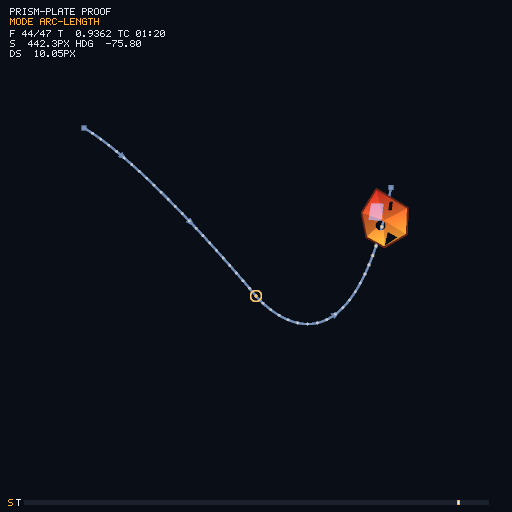 PRISM-PLATE PROOF
MODE ARC-LENGTH
F 44/47 T  0.9362 TC 01:20
S  442.3PX HDG  -75.80
DS  10.05PX
ST